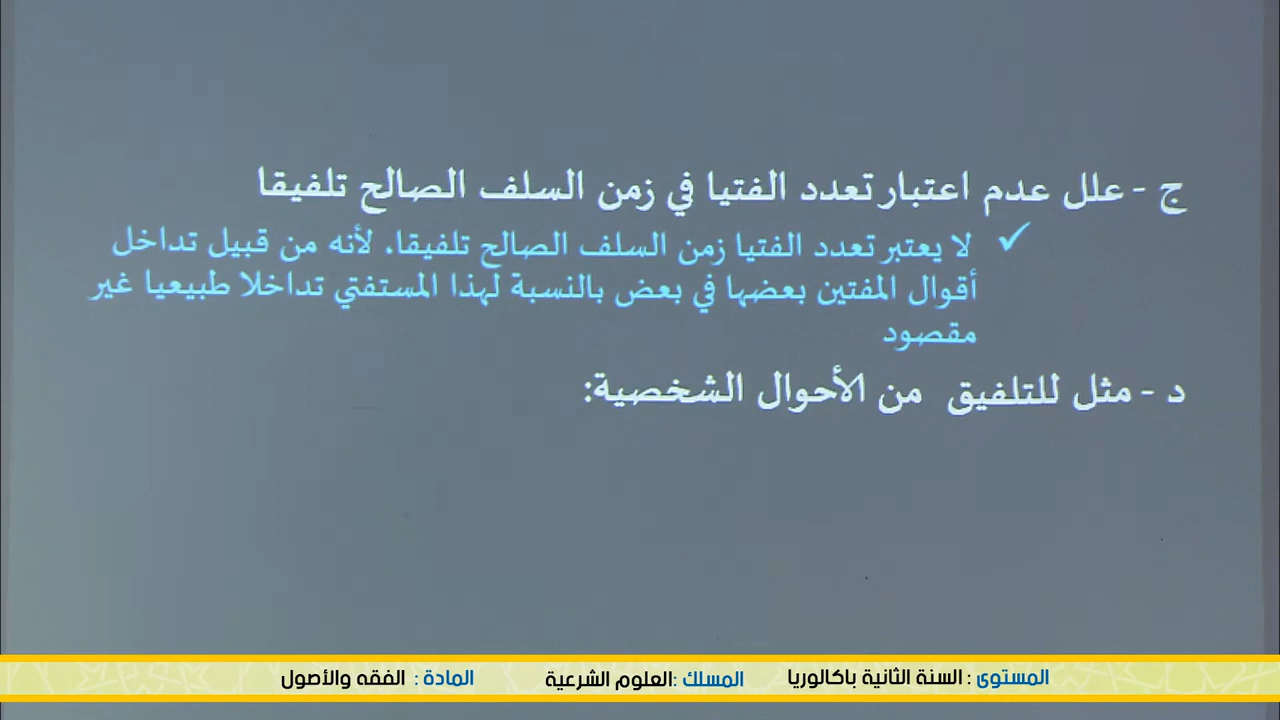 ج - علل عدم اعتبار تعدد الفتيا في زمن السلف الصالح تلفيقا
✓ لا يعتبر تعدد الفتيا زمن السلف الصالح تلفيقا. لأنه من قبيل تداخل
أقوال المفتين بعضها في بعض بالنسبة لهذا المستفتي تداخلا طبيعيا غير
مقصود
د - مثل للتلفيق من الأحوال الشخصية:
المستوى : السنة الثانية باكالوريا المسلك :العلوم الشرعية المادة : الفقه والأصول